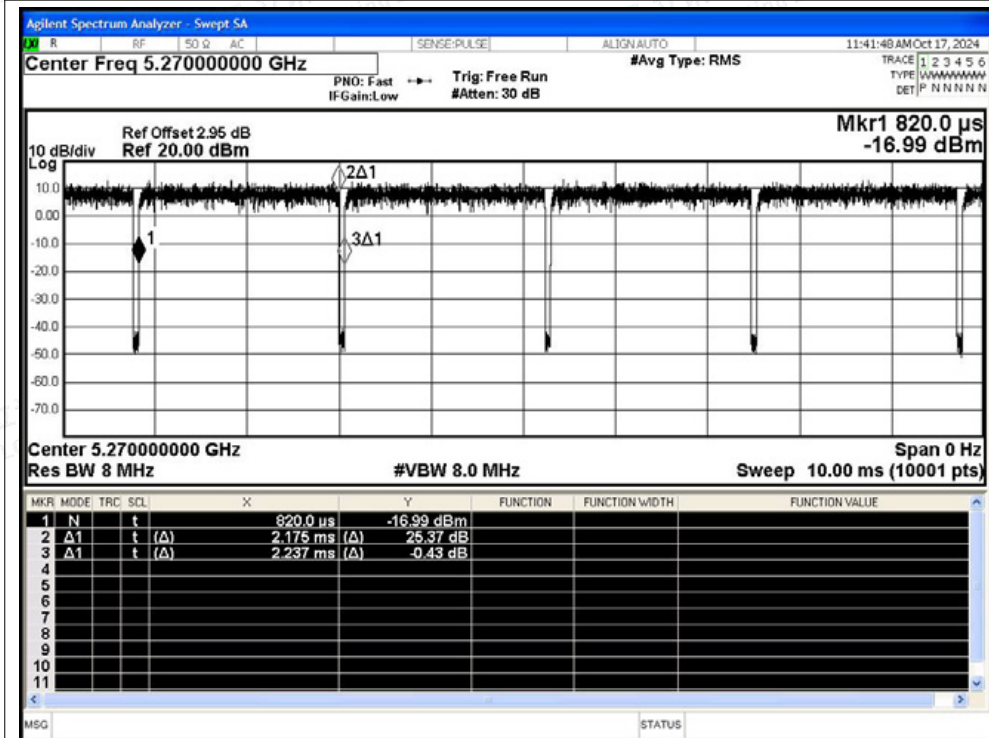 Agilent Spectrum Analyzer - Swept SA
LXI R RF 50 Ω AC SENSE:PULSE ALIGN AUTO 11:41:48 AM Oct 17, 2024
Center Freq 5.270000000 GHz #Avg Type: RMS TRACE 1 2 3 4 5 6
PNO: Fast Trig: Free Run TYPE WWWWWW
IFGain:Low #Atten: 30 dB DET P N N N N N
Mkr1 820.0 µs
Ref Offset 2.95 dB
10 dB/div Ref 20.00 dBm -16.99 dBm
Log
2Δ1
10.0
0.00
1
3Δ1
-10.0
-20.0
-30.0
-40.0
-50.0
-60.0
-70.0
Center 5.270000000 GHz Span 0 Hz
Res BW 8 MHz #VBW 8.0 MHz Sweep 10.00 ms (10001 pts)
MKR MODE TRC SCL X Y FUNCTION FUNCTION WIDTH FUNCTION VALUE
1 N t 820.0 µs -16.99 dBm
2 Δ1 t (Δ) 2.175 ms (Δ) 25.37 dB
3 Δ1 t (Δ) 2.237 ms (Δ) -0.43 dB
4
5
6
7
8
9
10
11
MSG STATUS